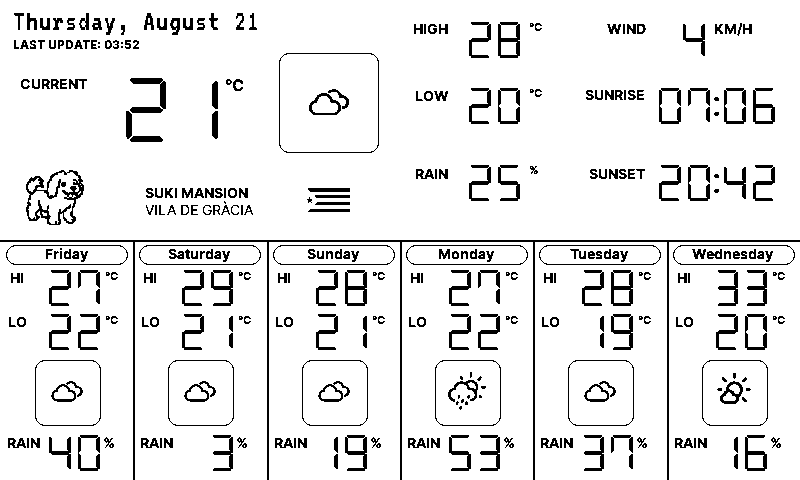 Thursday, August 21
LAST UPDATE: 03:52
CURRENT 21 °C
HIGH 28 °C
LOW 20 °C
RAIN 25 %
WIND 4 KM/H
SUNRISE 07:06
SUNSET 20:42
SUKI MANSION
VILA DE GRÀCIA
Friday
HI 27 °C
LO 22 °C
RAIN 40 %
Saturday
HI 29 °C
LO 21 °C
RAIN 3 %
Sunday
HI 28 °C
LO 21 °C
RAIN 19 %
Monday
HI 27 °C
LO 22 °C
RAIN 53 %
Tuesday
HI 28 °C
LO 19 °C
RAIN 37 %
Wednesday
HI 33 °C
LO 20 °C
RAIN 16 %